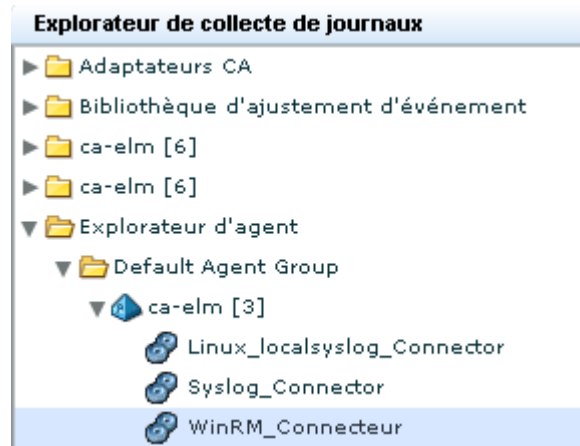 Explorateur de collecte de journaux
Adaptateurs CA
Bibliothèque d'ajustement d'événement
ca-elm [6]
ca-elm [6]
Explorateur d'agent
Default Agent Group
ca-elm [3]
Linux_localsyslog_Connector
Syslog_Connector
WinRM_Connecteur